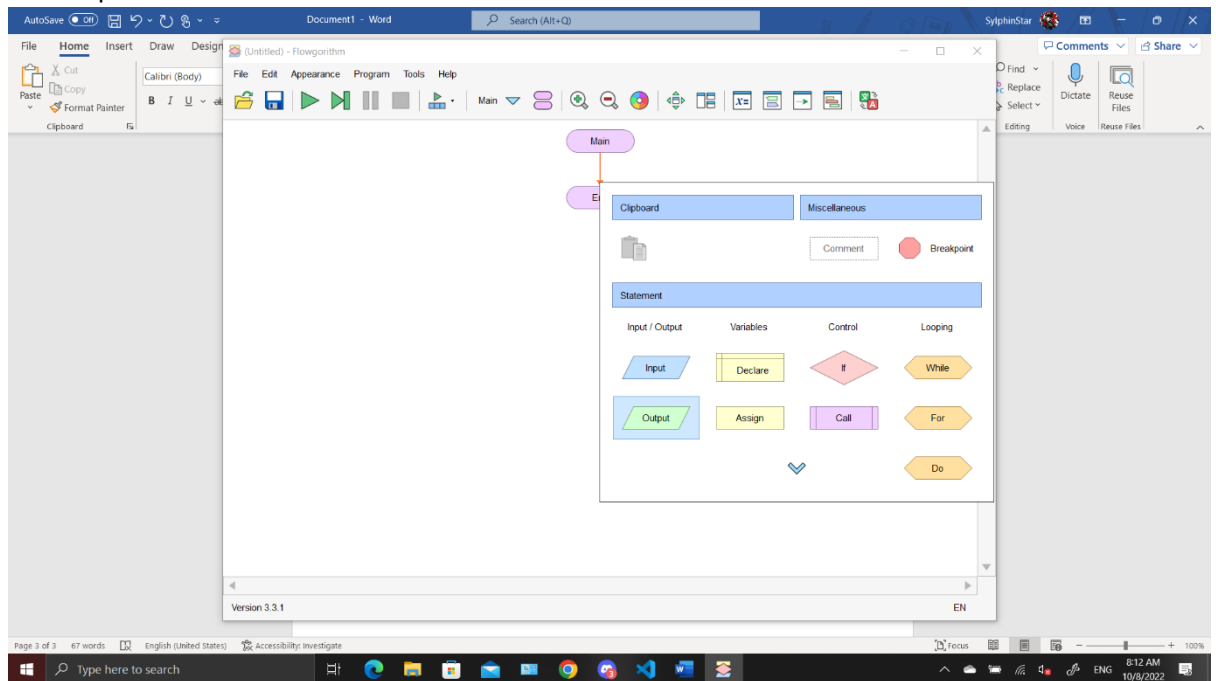 AutoSave Off Document1 - Word Search (Alt+Q) SylphinStar
File Home Insert Draw Design Comments Share
Cut
Copy
Paste
Format Painter
Clipboard
Calibri (Body)
B I U ab
Find
Replace
Select
Editing
Dictate
Voice
Reuse
Files
Reuse Files
(Untitled) - Flowgorithm
File Edit Appearance Program Tools Help
Main
x=
Main
Clipboard Miscellaneous
Comment Breakpoint
Statement
Input / Output Variables Control Looping
Input Declare If While
Output Assign Call For
Do
Version 3.3.1 EN
Page 3 of 3 67 words English (United States) Accessibility: Investigate Focus 100%
Type here to search ENG 8:12 AM
10/8/2022